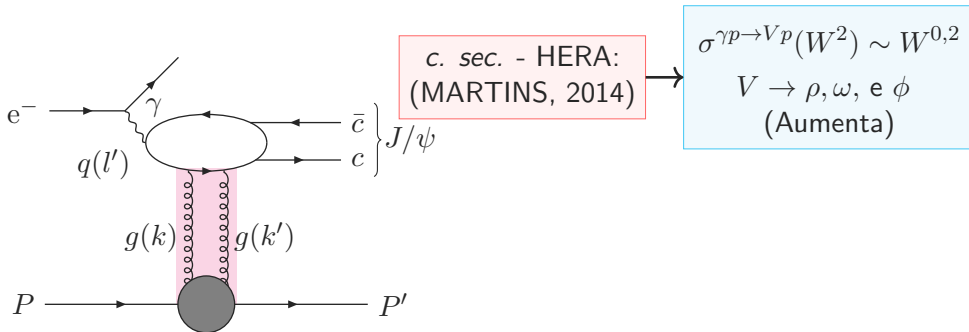 e⁻
γ
q(l′)
c̄
c
J/ψ
g(k)
g(k′)
P
P′
c. sec. - HERA:
(MARTINS, 2014)
σ^{γp→Vp}(W²) ∼ W^{0,2}
V → ρ, ω, e ϕ
(Aumenta)